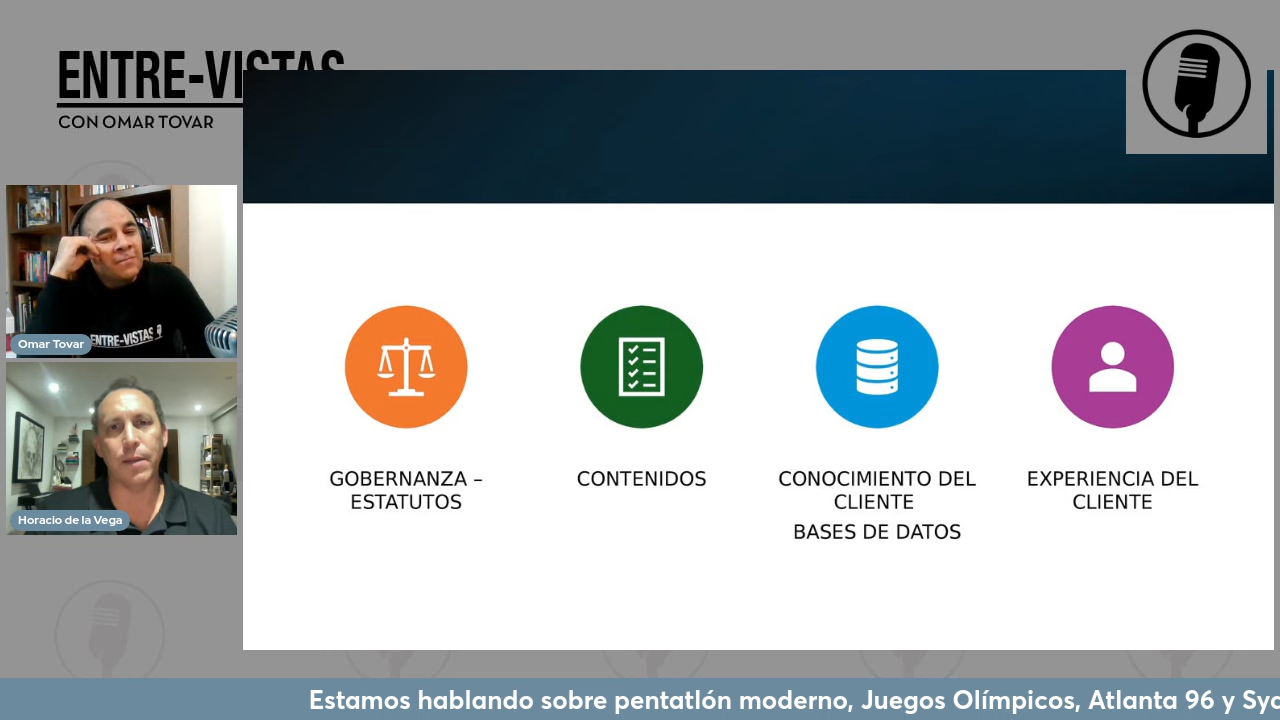 ENTRE-VISTAS
CON OMAR TOVAR
ENTRE-VISTAS
Omar Tovar
Horacio de la Vega
GOBERNANZA –
ESTATUTOS
CONTENIDOS
CONOCIMIENTO DEL
CLIENTE
BASES DE DATOS
EXPERIENCIA DEL
CLIENTE
Estamos hablando sobre pentatlón moderno, Juegos Olímpicos, Atlanta 96 y